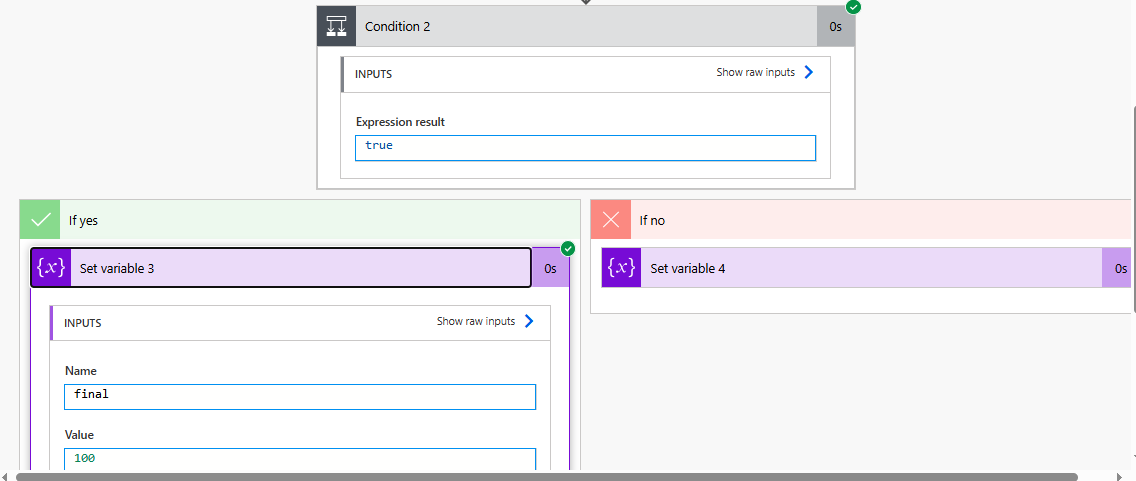 Condition 2
0s
INPUTS
Show raw inputs
Expression result
true
If yes
If no
{x} Set variable 3
0s
{x} Set variable 4
0s
INPUTS
Show raw inputs
Name
final
Value
100